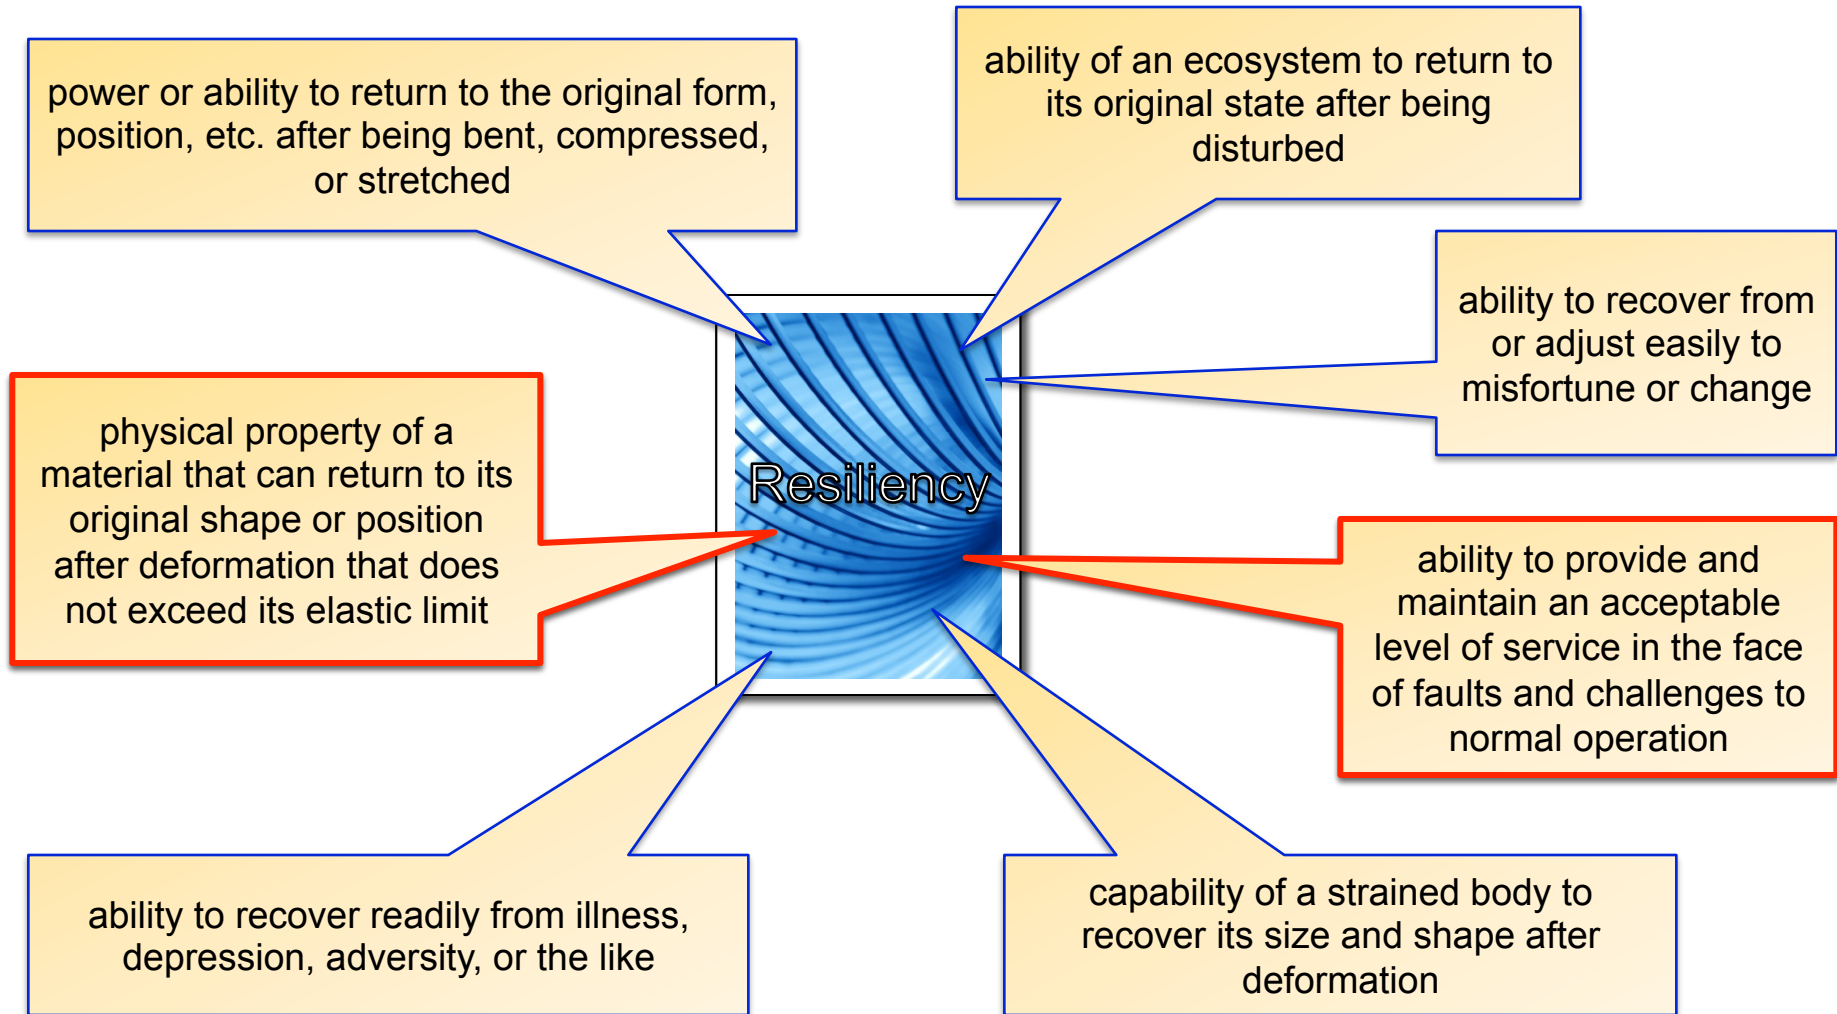 power or ability to return to the original form,
position, etc. after being bent, compressed,
or stretched
ability of an ecosystem to return to
its original state after being
disturbed
ability to recover from
or adjust easily to
misfortune or change
physical property of a
material that can return to its
original shape or position
after deformation that does
not exceed its elastic limit
Resiliency
ability to provide and
maintain an acceptable
level of service in the face
of faults and challenges to
normal operation
ability to recover readily from illness,
depression, adversity, or the like
capability of a strained body to
recover its size and shape after
deformation